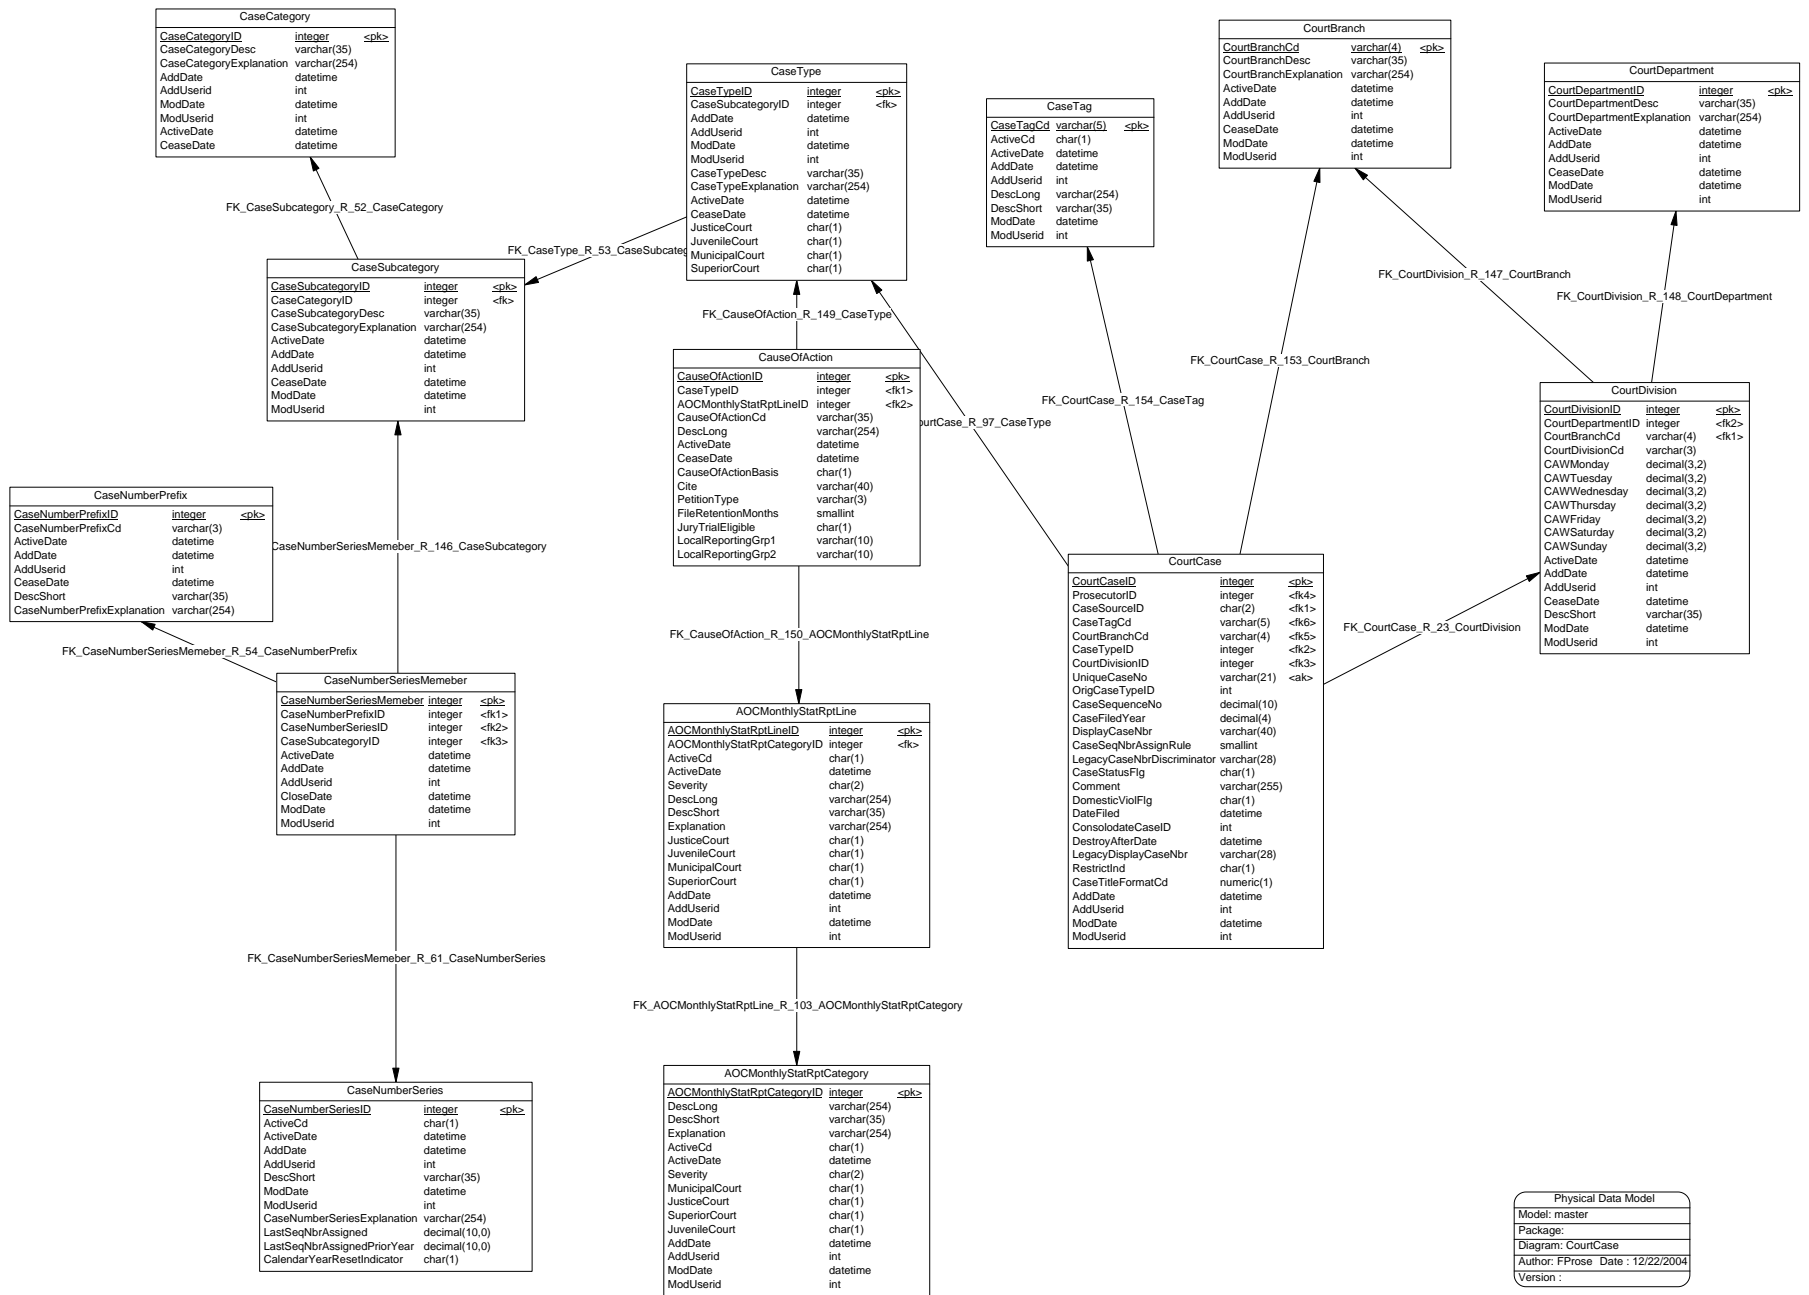 CaseCategory
CaseCategoryID integer <pk>
CaseCategoryDesc varchar(35)
CaseCategoryExplanation varchar(254)
AddDate datetime
AddUserid int
ModDate datetime
ModUserid int
ActiveDate datetime
CeaseDate datetime
FK_CaseSubcategory_R_52_CaseCategory
CaseSubcategory
CaseSubcategoryID integer <pk>
CaseCategoryID integer <fk>
CaseSubcategoryDesc varchar(35)
CaseSubcategoryExplanation varchar(254)
ActiveDate datetime
AddDate datetime
AddUserid int
CeaseDate datetime
ModDate datetime
ModUserid int
CaseNumberPrefix
CaseNumberPrefixID integer <pk>
CaseNumberPrefixCd varchar(3)
ActiveDate datetime
AddDate datetime
AddUserid int
CeaseDate datetime
DescShort varchar(35)
CaseNumberPrefixExplanation varchar(254)
CaseNumberSeriesMemeber_R_146_CaseSubcategory
FK_CaseNumberSeriesMemeber_R_54_CaseNumberPrefix
CaseNumberSeriesMemeber
CaseNumberSeriesMemeber integer <pk>
CaseNumberPrefixID integer <fk1>
CaseNumberSeriesID integer <fk2>
CaseSubcategoryID integer <fk3>
ActiveDate datetime
AddDate datetime
AddUserid int
CloseDate datetime
ModDate datetime
ModUserid int
FK_CaseNumberSeriesMemeber_R_61_CaseNumberSeries
CaseNumberSeries
CaseNumberSeriesID integer <pk>
ActiveCd char(1)
ActiveDate datetime
AddDate datetime
AddUserid int
DescShort varchar(35)
ModDate datetime
ModUserid int
CaseNumberSeriesExplanation varchar(254)
LastSeqNbrAssigned decimal(10,0)
LastSeqNbrAssignedPriorYear decimal(10,0)
CalendarYearResetIndicator char(1)
CaseType
CaseTypeID integer <pk>
CaseSubcategoryID integer <fk>
AddDate datetime
AddUserid int
ModDate datetime
ModUserid int
CaseTypeDesc varchar(35)
CaseTypeExplanation varchar(254)
ActiveDate datetime
CeaseDate datetime
JusticeCourt char(1)
JuvenileCourt char(1)
MunicipalCourt char(1)
SuperiorCourt char(1)
FK_CaseType_R_53_CaseSubcateg
FK_CauseOfAction_R_149_CaseType
CauseOfAction
CauseOfActionID integer <pk>
CaseTypeID integer <fk1>
AOCMonthlyStatRptLineID integer <fk2>
CauseOfActionCd varchar(35)
DescLong varchar(254)
ActiveDate datetime
CeaseDate datetime
CauseOfActionBasis char(1)
Cite varchar(40)
PetitionType varchar(3)
FileRetentionMonths smallint
JuryTrialEligible char(1)
LocalReportingGrp1 varchar(10)
LocalReportingGrp2 varchar(10)
FK_CauseOfAction_R_150_AOCMonthlyStatRptLine
AOCMonthlyStatRptLine
AOCMonthlyStatRptLineID integer <pk>
AOCMonthlyStatRptCategoryID integer <fk>
ActiveCd char(1)
ActiveDate datetime
Severity char(2)
DescLong varchar(254)
DescShort varchar(35)
Explanation varchar(254)
JusticeCourt char(1)
JuvenileCourt char(1)
MunicipalCourt char(1)
SuperiorCourt char(1)
AddDate datetime
AddUserid int
ModDate datetime
ModUserid int
FK_AOCMonthlyStatRptLine_R_103_AOCMonthlyStatRptCategory
AOCMonthlyStatRptCategory
AOCMonthlyStatRptCategoryID integer <pk>
DescLong varchar(254)
DescShort varchar(35)
Explanation varchar(254)
ActiveCd char(1)
ActiveDate datetime
Severity char(2)
MunicipalCourt char(1)
JusticeCourt char(1)
SuperiorCourt char(1)
JuvenileCourt char(1)
AddDate datetime
AddUserid int
ModDate datetime
ModUserid int
CaseTag
CaseTagCd varchar(5) <pk>
ActiveCd char(1)
ActiveDate datetime
AddDate datetime
AddUserid int
DescLong varchar(254)
DescShort varchar(35)
ModDate datetime
ModUserid int
FK_CourtCase_R_154_CaseTag
ourtCase_R_97_CaseType
CourtBranch
CourtBranchCd varchar(4) <pk>
CourtBranchDesc varchar(35)
CourtBranchExplanation varchar(254)
ActiveDate datetime
AddDate datetime
AddUserid int
CeaseDate datetime
ModDate datetime
ModUserid int
FK_CourtCase_R_153_CourtBranch
CourtCase
CourtCaseID integer <pk>
ProsecutorID integer <fk4>
CaseSourceID char(2) <fk1>
CaseTagCd varchar(5) <fk6>
CourtBranchCd varchar(4) <fk5>
CaseTypeID integer <fk2>
CourtDivisionID integer <fk3>
UniqueCaseNo varchar(21) <ak>
OrigCaseTypeID int
CaseSequenceNo decimal(10)
CaseFiledYear decimal(4)
DisplayCaseNbr varchar(40)
CaseSeqNbrAssignRule smallint
LegacyCaseNbrDiscriminator varchar(28)
CaseStatusFlg char(1)
Comment varchar(255)
DomesticViolFlg char(1)
DateFiled datetime
ConsolodateCaseID int
DestroyAfterDate datetime
LegacyDisplayCaseNbr varchar(28)
RestrictInd char(1)
CaseTitleFormatCd numeric(1)
AddDate datetime
AddUserid int
ModDate datetime
ModUserid int
CourtDepartment
CourtDepartmentID integer <pk>
CourtDepartmentDesc varchar(35)
CourtDepartmentExplanation varchar(254)
ActiveDate datetime
AddDate datetime
AddUserid int
CeaseDate datetime
ModDate datetime
ModUserid int
FK_CourtDivision_R_147_CourtBranch
FK_CourtDivision_R_148_CourtDepartment
CourtDivision
CourtDivisionID integer <pk>
CourtDepartmentID integer <fk2>
CourtBranchCd varchar(4) <fk1>
CourtDivisionCd varchar(3)
CAWMonday decimal(3,2)
CAWTuesday decimal(3,2)
CAWWednesday decimal(3,2)
CAWThursday decimal(3,2)
CAWFriday decimal(3,2)
CAWSaturday decimal(3,2)
CAWSunday decimal(3,2)
ActiveDate datetime
AddDate datetime
AddUserid int
CeaseDate datetime
DescShort varchar(35)
ModDate datetime
ModUserid int
FK_CourtCase_R_23_CourtDivision
Physical Data Model
Model: master
Package:
Diagram: CourtCase
Author: FProse Date : 12/22/2004
Version :